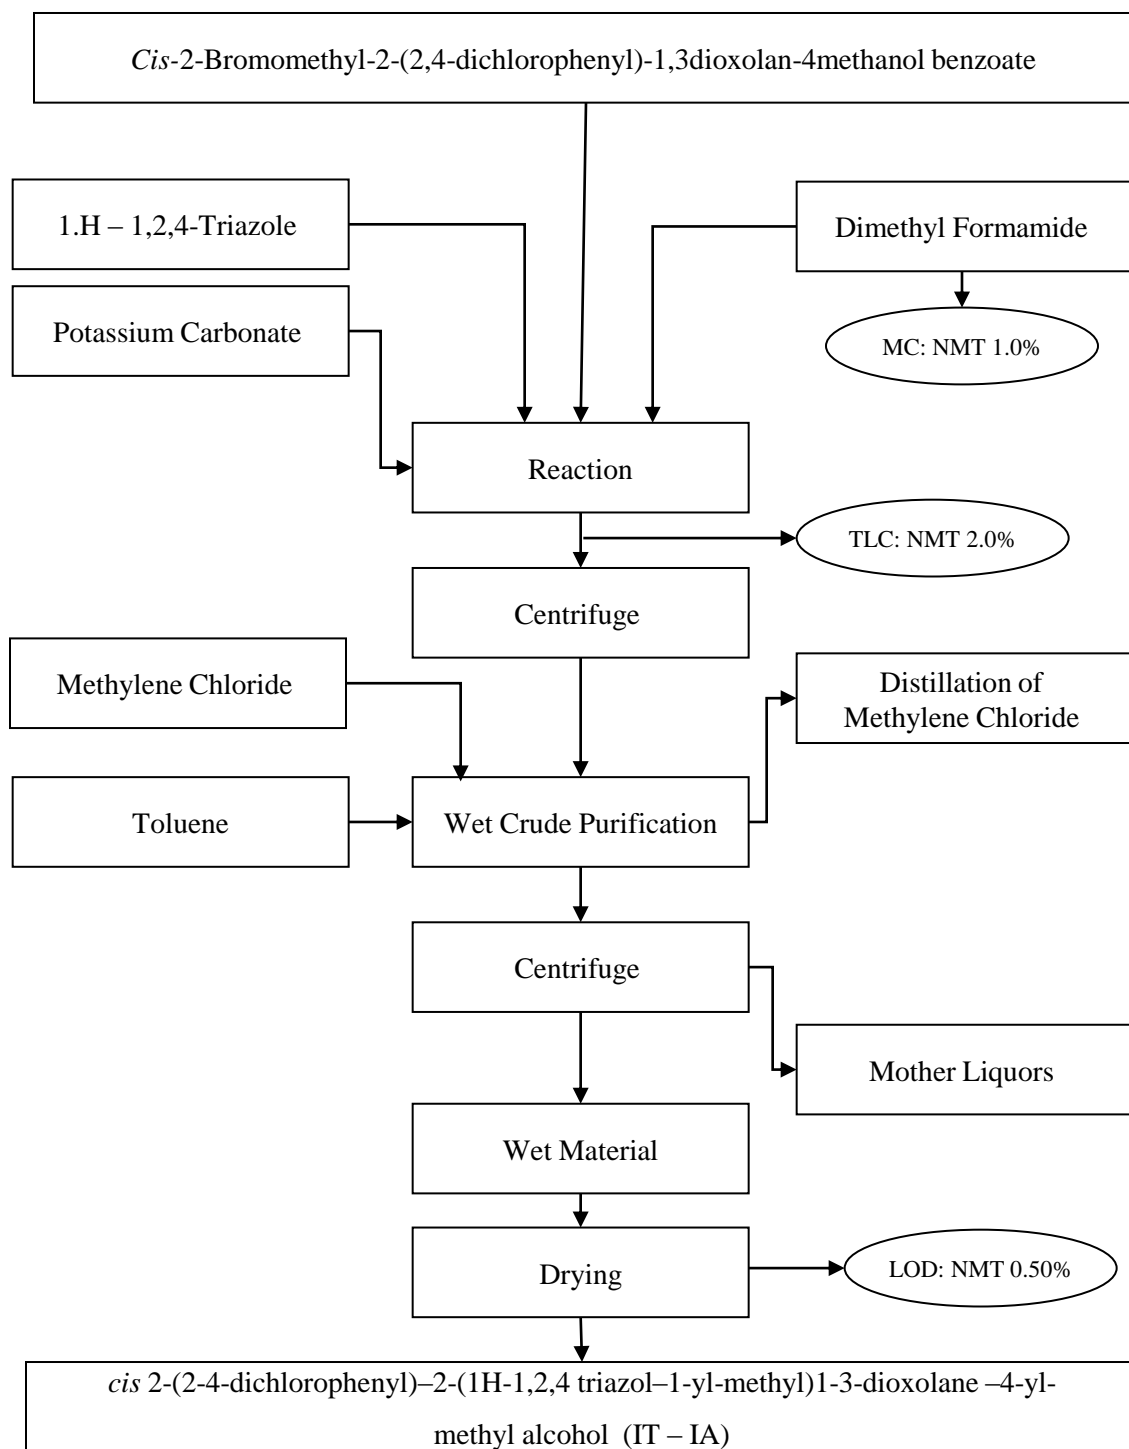 Cis-2-Bromomethyl-2-(2,4-dichlorophenyl)-1,3dioxolan-4methanol benzoate
1.H – 1,2,4-Triazole
Dimethyl Formamide
Potassium Carbonate
MC: NMT 1.0%
Reaction
TLC: NMT 2.0%
Centrifuge
Methylene Chloride
Distillation of
Methylene Chloride
Toluene
Wet Crude Purification
Centrifuge
Mother Liquors
Wet Material
Drying
LOD: NMT 0.50%
cis 2-(2-4-dichlorophenyl)–2-(1H-1,2,4 triazol–1-yl-methyl)1-3-dioxolane –4-yl-
methyl alcohol  (IT – IA)